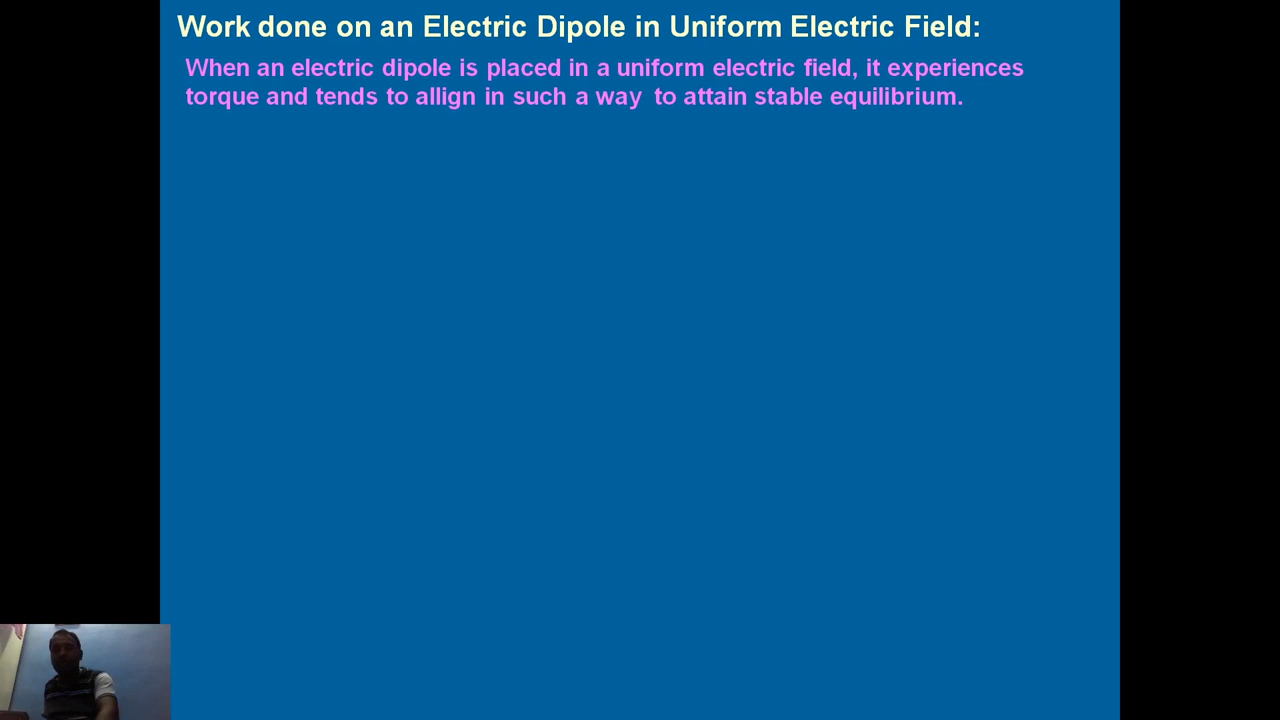 Work done on an Electric Dipole in Uniform Electric Field:
When an electric dipole is placed in a uniform electric field, it experiences
torque and tends to allign in such a way to attain stable equilibrium.